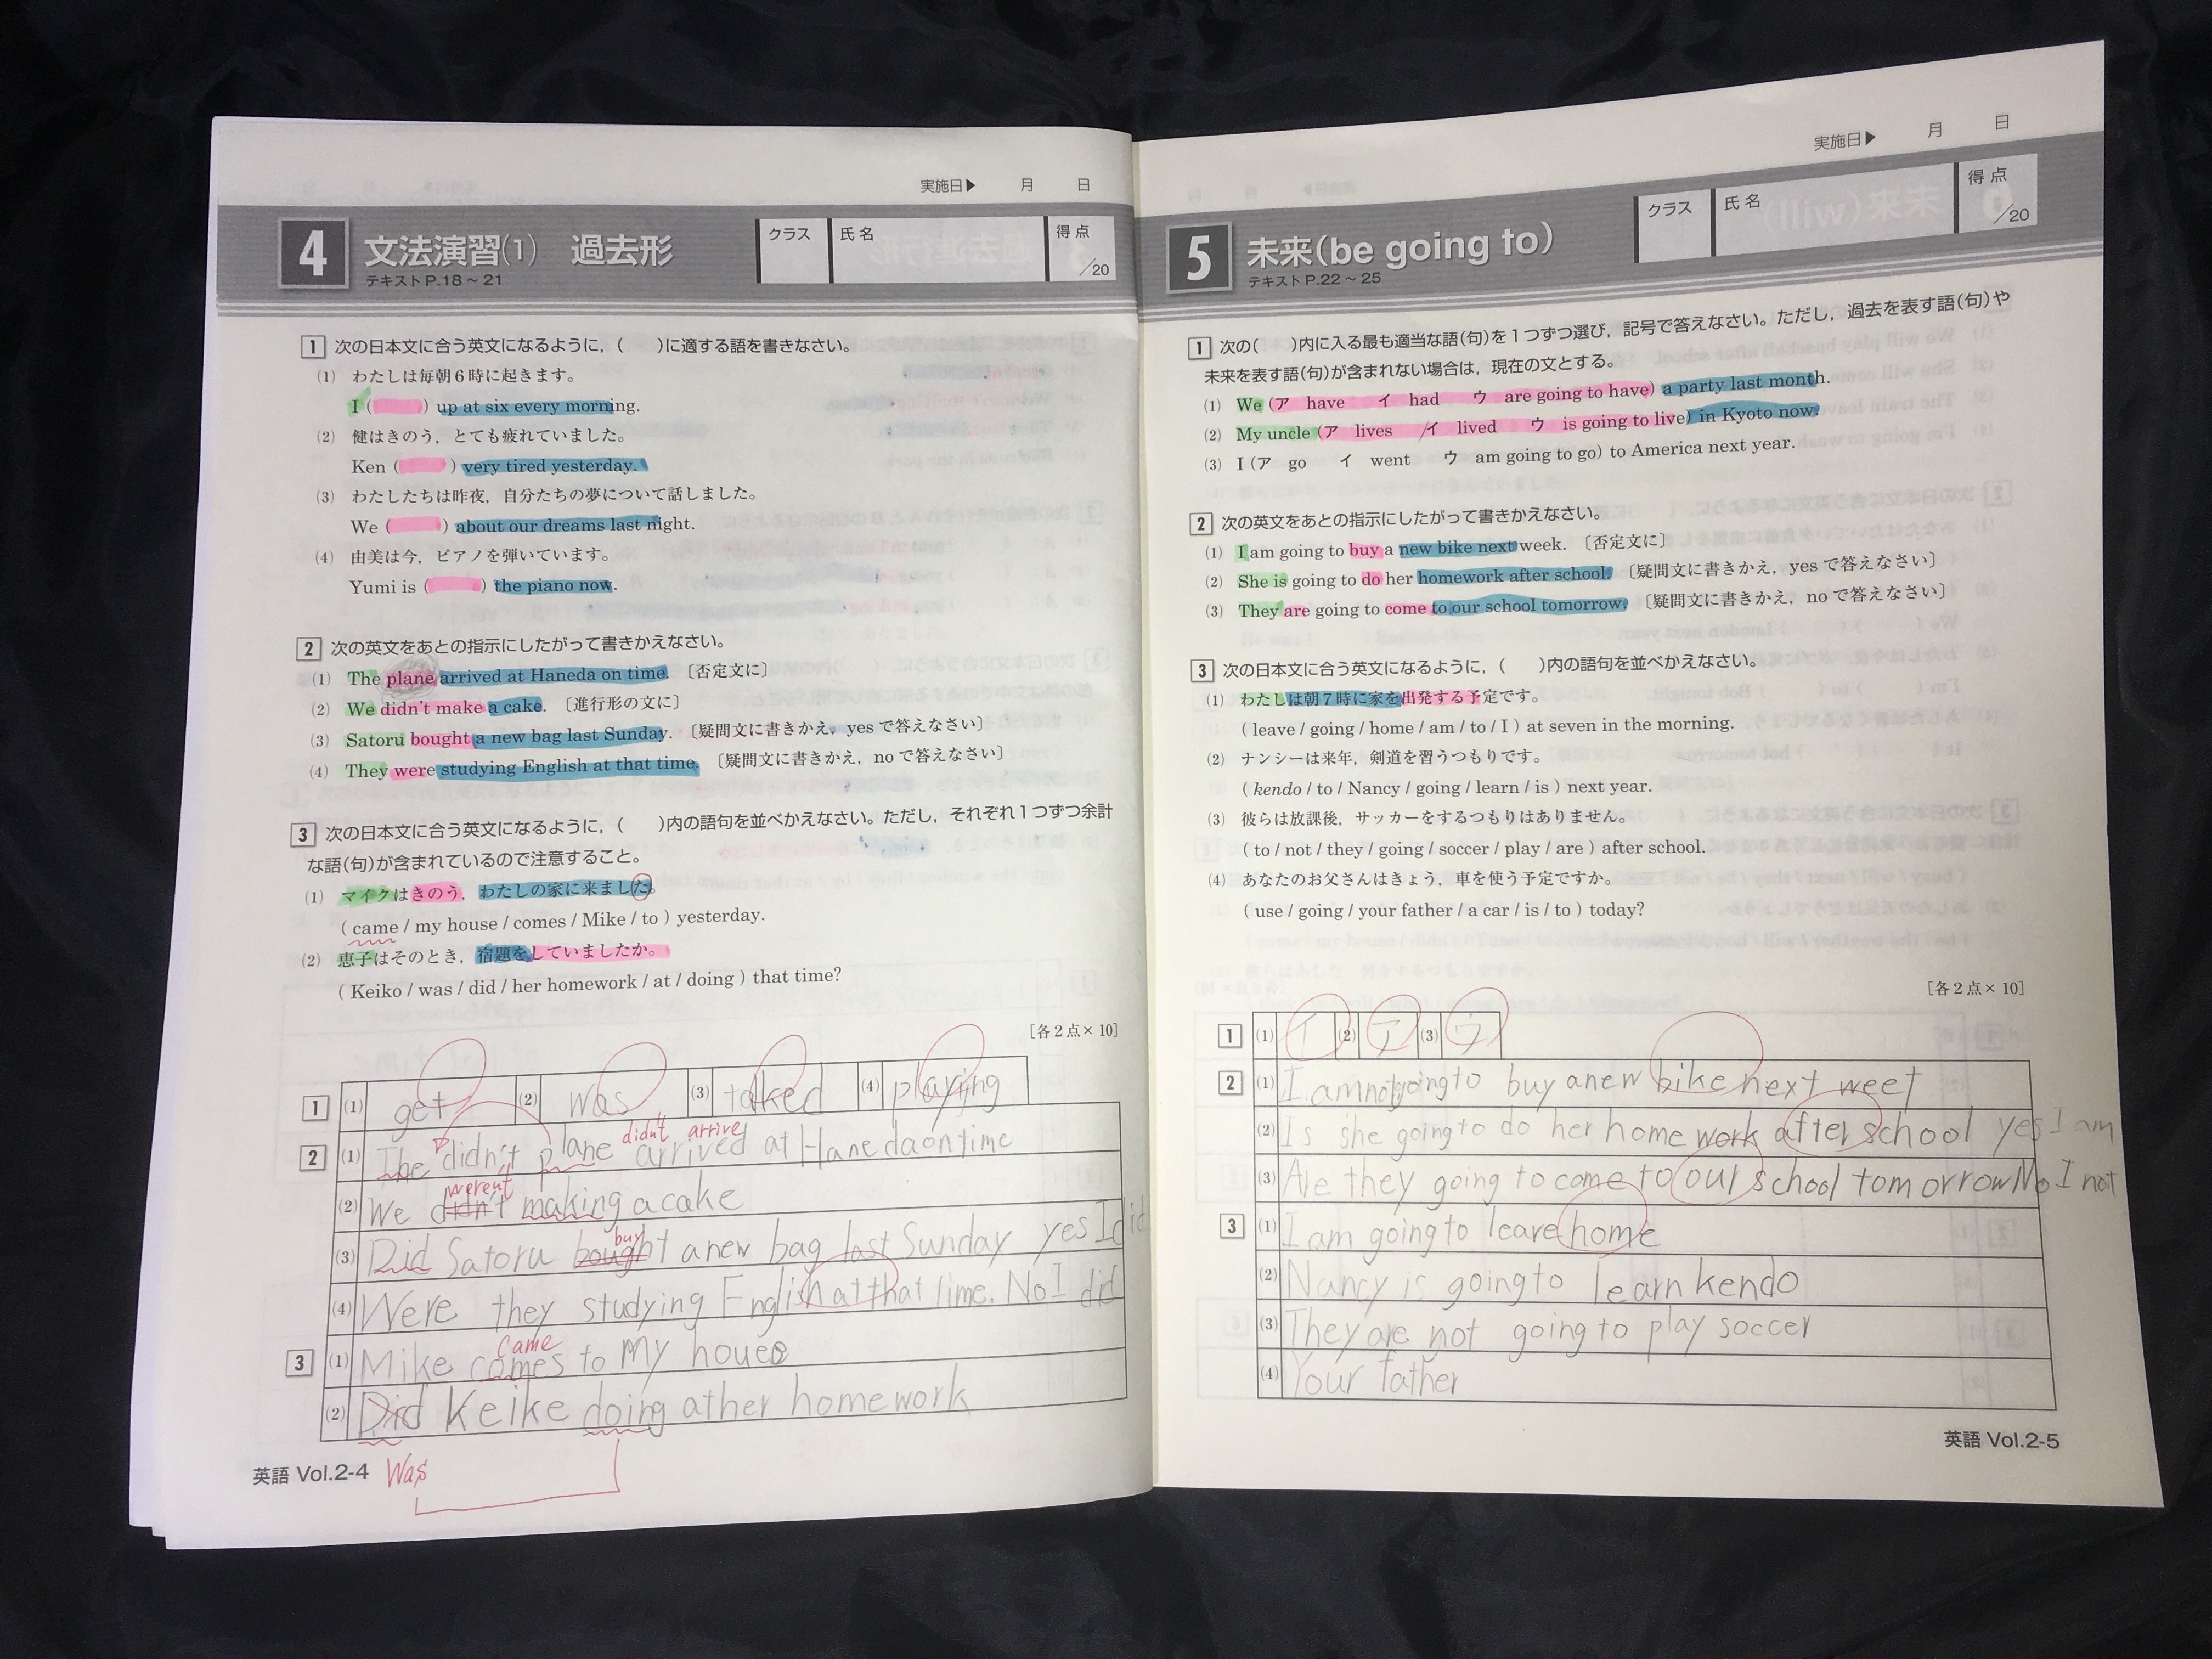 実施日▶ 月 日
4 文法演習(1) 過去形
テキストP.18～21
クラス 氏名 得点 /20
1 次の日本文に合う英文になるように，( )に適する語を書きなさい。
(1) わたしは毎朝6時に起きます。
I ( ) up at six every morning.
(2) 健はきのう，とても疲れていました。
Ken ( ) very tired yesterday.
(3) わたしたちは昨夜，自分たちの夢について話しました。
We ( ) about our dreams last night.
(4) 由美は今，ピアノを弾いています。
Yumi is ( ) the piano now.
2 次の英文をあとの指示にしたがって書きかえなさい。
(1) The plane arrived at Haneda on time. 〔否定文に〕
(2) We didn't make a cake. 〔進行形の文に〕
(3) Satoru bought a new bag last Sunday. 〔疑問文に書きかえ，yesで答えなさい〕
(4) They were studying English at that time. 〔疑問文に書きかえ，noで答えなさい〕
3 次の日本文に合う英文になるように，( )内の語句を並べかえなさい。ただし，それぞれ1つずつ余計
な語(句)が含まれているので注意すること。
(1) マイクはきのう，わたしの家に来ました。
( came / my house / comes / Mike / to ) yesterday.
(2) 恵子はそのとき，宿題をしていましたか。
( Keiko / was / did / her homework / at / doing ) that time?
[各2点×10]
1 (1) get (2) was (3) talked (4) playing
didn't arrive
2 (1) The didn't plane arrived at Hanedaontime
weren't
(2) We didn't making a cake
buy
(3) Did Satoru bought a new bag last Sunday yes I did
(4) Were they studying English at that time. No I did
came
3 (1) Mike comes to My houes
(2) Did Keike doing at her homework
Was
英語 Vol.2-4
実施日▶ 月 日
5 未来(be going to)
テキストP.22～25
クラス 氏名 得点 /20
1 次の( )内に入る最も適当な語(句)を1つずつ選び，記号で答えなさい。ただし，過去を表す語(句)や
未来を表す語(句)が含まれない場合は，現在の文とする。
(1) We (ア have イ had ウ are going to have) a party last month.
(2) My uncle (ア lives イ lived ウ is going to live) in Kyoto now.
(3) I (ア go イ went ウ am going to go) to America next year.
2 次の英文をあとの指示にしたがって書きかえなさい。
(1) I am going to buy a new bike next week. 〔否定文に〕
(2) She is going to do her homework after school. 〔疑問文に書きかえ，yesで答えなさい〕
(3) They are going to come to our school tomorrow. 〔疑問文に書きかえ，noで答えなさい〕
3 次の日本文に合う英文になるように，( )内の語句を並べかえなさい。
(1) わたしは朝7時に家を出発する予定です。
( leave / going / home / am / to / I ) at seven in the morning.
(2) ナンシーは来年，剣道を習うつもりです。
( kendo / to / Nancy / going / learn / is ) next year.
(3) 彼らは放課後，サッカーをするつもりはありません。
( to / not / they / going / soccer / play / are ) after school.
(4) あなたのお父さんはきょう，車を使う予定ですか。
( use / going / your father / a car / is / to ) today?
[各2点×10]
1 (1) イ (2) ア (3) ウ
2 (1) I am not going to buy a new bike next weet
(2) Is she going to do her home work after school yes I am
(3) Are they going to come to our school tomorrow No I not
3 (1) I am going to leave home
(2) Nancy is going to learn kendo
(3) They are not going to play soccer
(4) Your father
英語 Vol.2-5